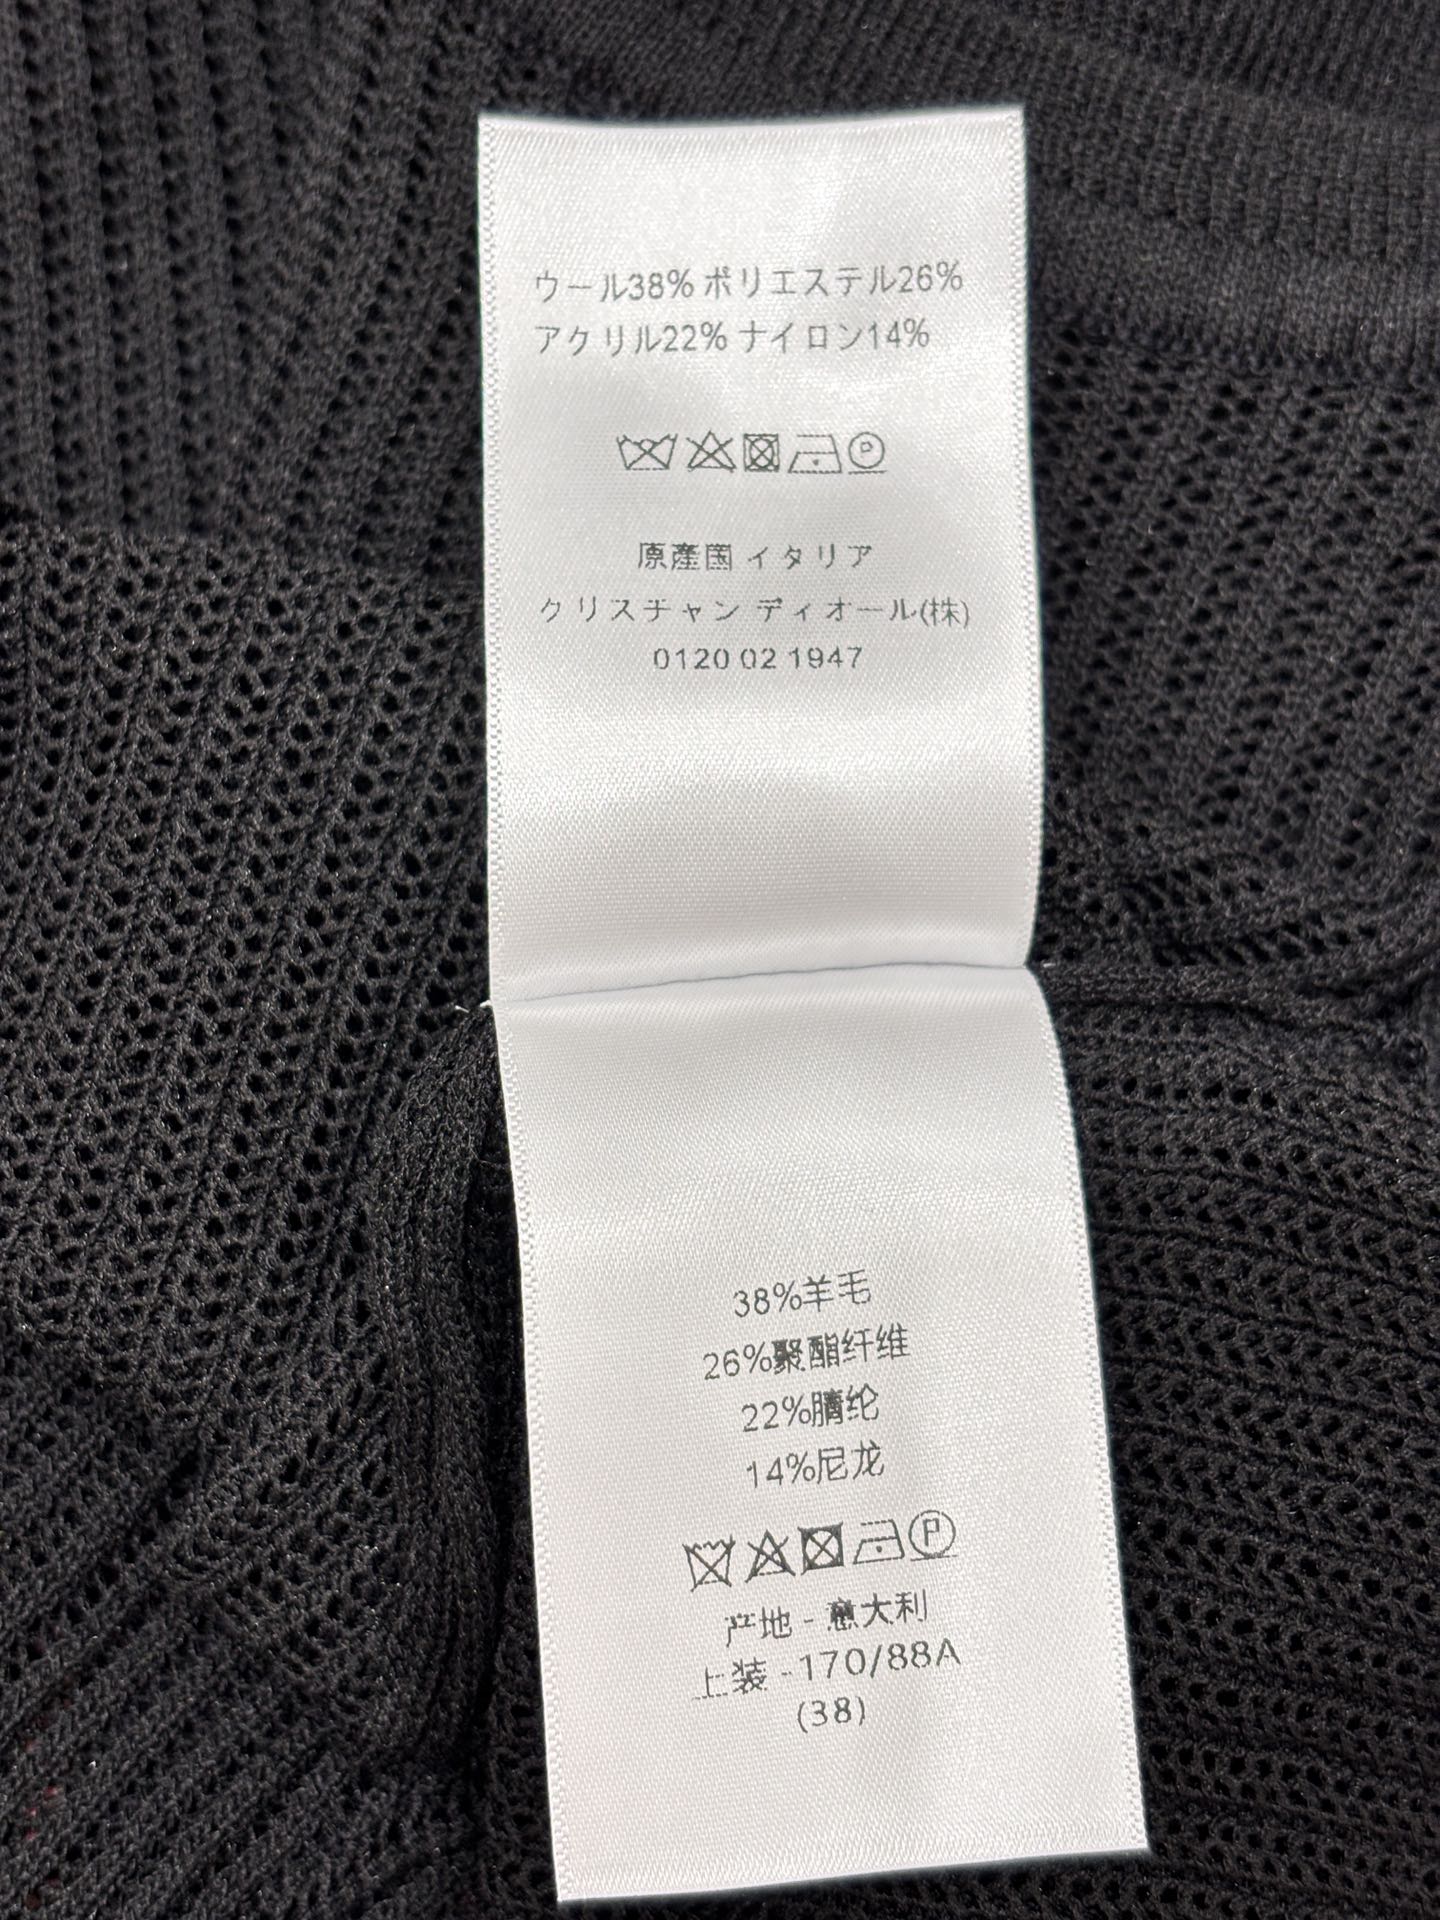 ウール38% ポリエステル26%
アクリル22% ナイロン14%
P
原産国 イタリア
クリスチャン ディオール(株)
0120 02 1947
38%羊毛
26%聚酯纤维
22%腈纶
14%尼龙
P
产地 - 意大利
上装 -170/88A
(38)